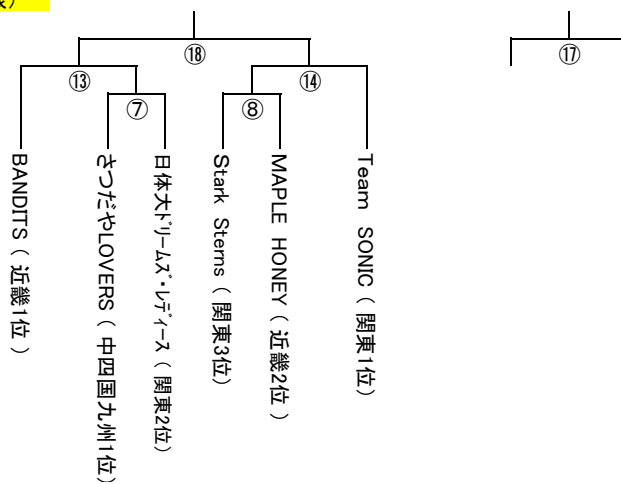 表）
⑱
⑰
⑬
⑭
⑦
⑧
BANDITS（ 近畿1位 ）
さつだやLOVERS（ 中四国九州1位）
日体大ﾄﾞﾘｰﾑｽﾞ・ﾚﾃﾞｨｰｽ（ 関東2位）
Stark Sterns（ 関東3位）
MAPLE HONEY（ 近畿2位 ）
Team SONIC（ 関東1位）